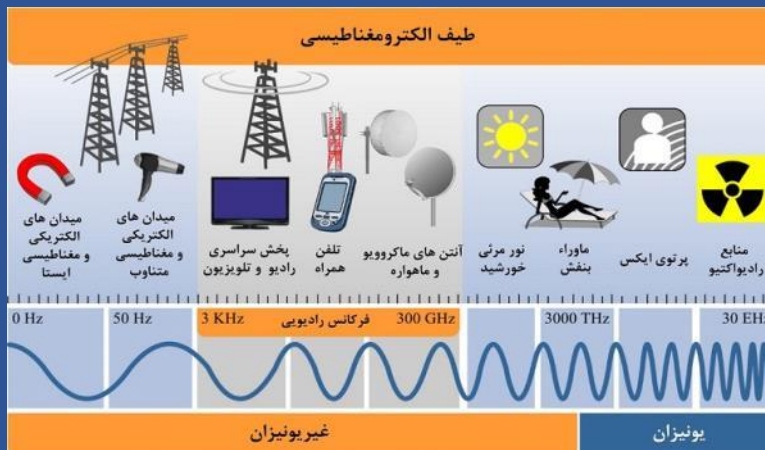 طیف الکترومغناطیسی
میدان های
الکتریکی
و مغناطیسی
ایستا
میدان های
الکتریکی
و مغناطیسی
متناوب
پخش سراسری
رادیو و تلویزیون
تلفن
همراه
آنتن های ماکروویو
و ماهواره
نور مرئی
خورشید
ماوراء
بنفش
پرتوی ایکس
منابع
رادیواکتیو
0 Hz
50 Hz
3 KHz
فرکانس رادیویی
300 GHz
3000 THz
30 EHz
غیریونیزان
یونیزان